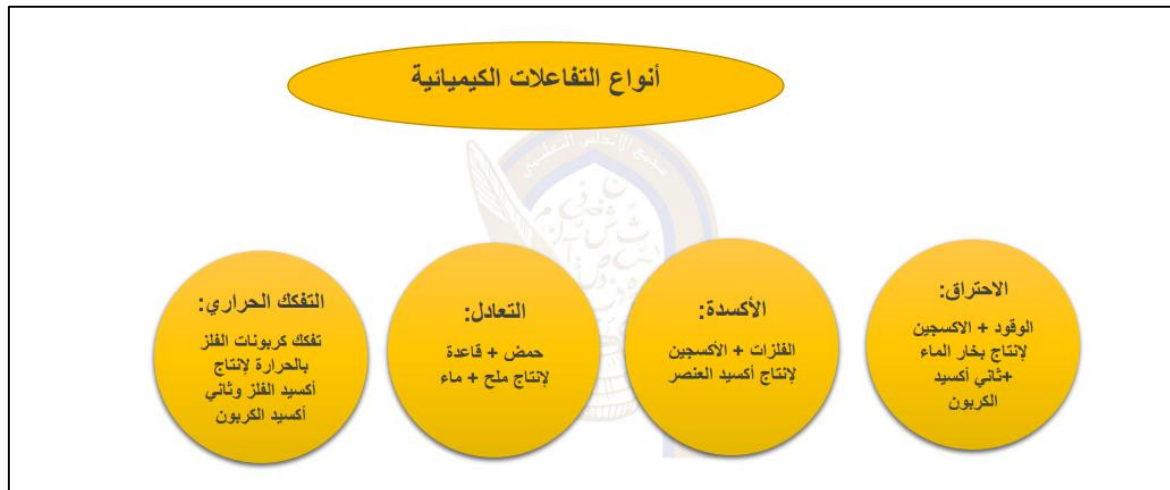 أنواع التفاعلات الكيميائية
الاحتراق:
الوقود + الاكسجين
لإنتاج بخار الماء
+ثاني أكسيد
الكربون
الأكسدة:
الفلزات + الأكسجين
لإنتاج أكسيد العنصر
التعادل:
حمض + قاعدة
لإنتاج ملح + ماء
التفكك الحراري:
تفكك كربونات الفلز
بالحرارة لإنتاج
أكسيد الفلز وثاني
أكسيد الكربون